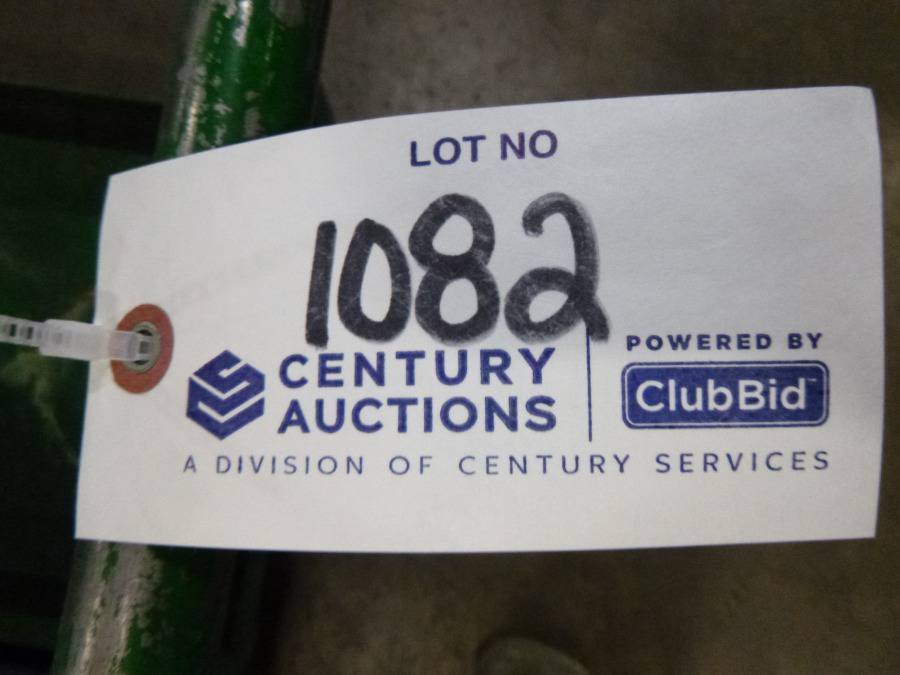 LOT NO
1082
CENTURY
AUCTIONS
POWERED BY
ClubBid™
A DIVISION OF CENTURY SERVICES